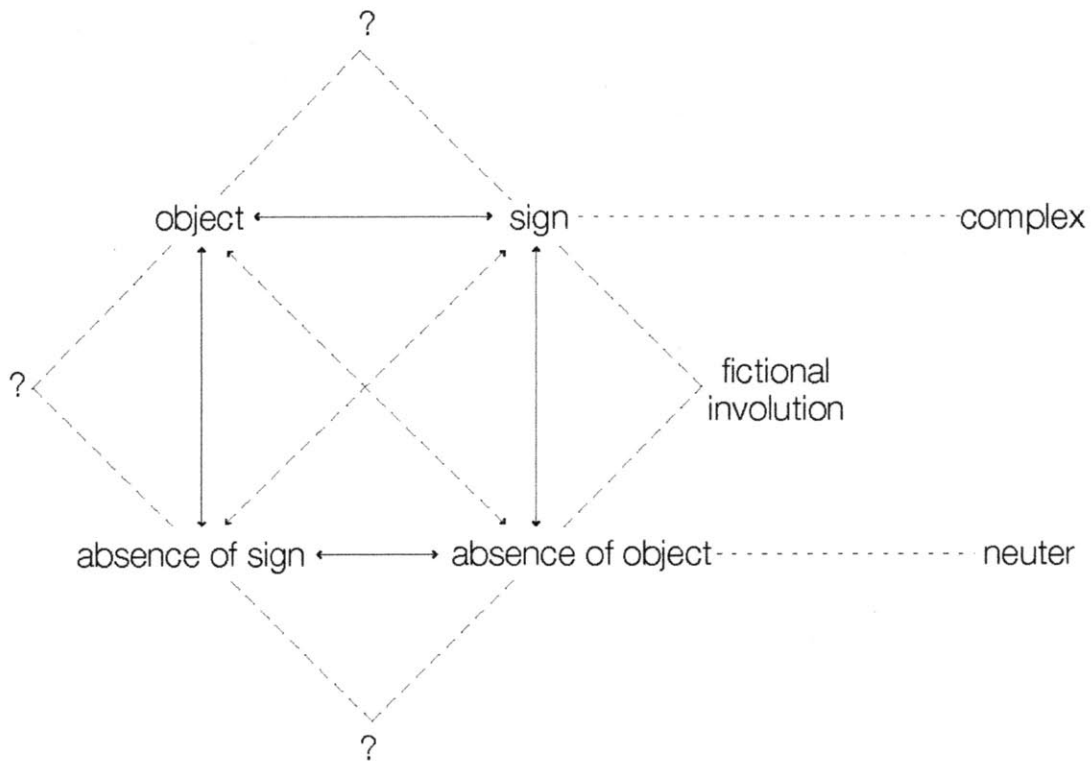 ?
object sign complex
? fictional
involution
absence of sign absence of object neuter
?